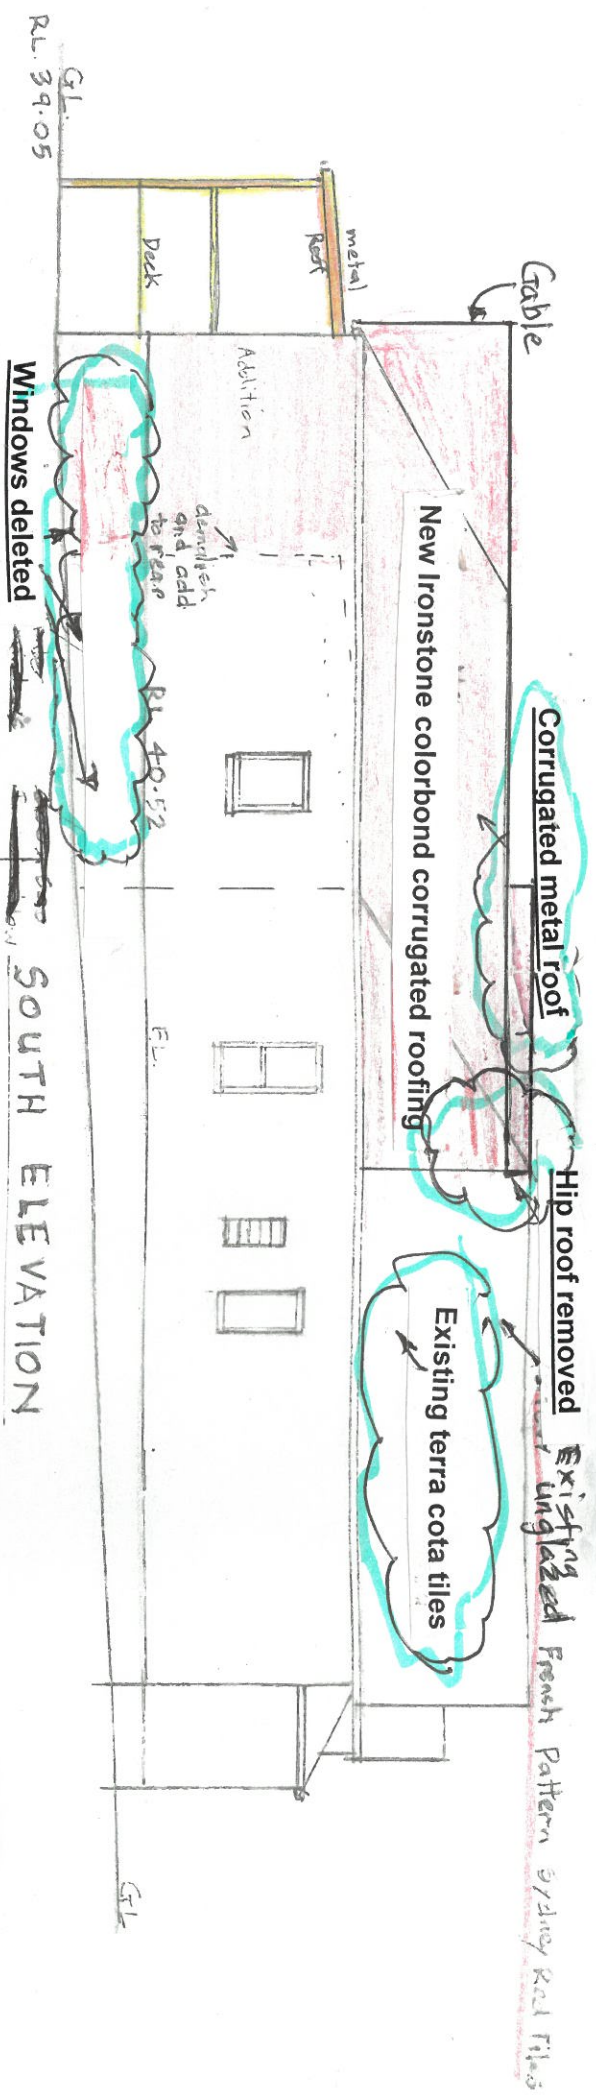 Gable
Corrugated metal roof
Hip roof removed
Existing
unglazed French Pattern Sydney Red Tiles
New Ironstone colorbond corrugated roofing
Existing terra cota tiles
metal
Roof
Deck
Addition
demolish
and add
to rear
RL 40.52
F.L.
GL.
RL. 39.05
GL
Windows deleted
SOUTH ELEVATION